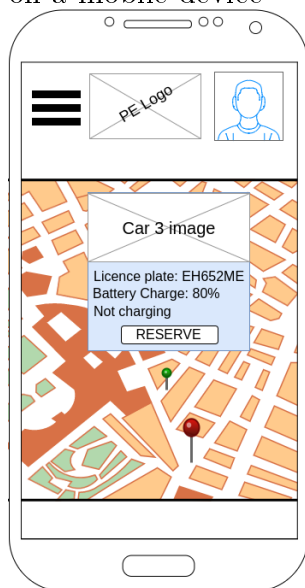 on a mobile device
PE Logo
Car 3 image
Licence plate: EH652ME
Battery Charge: 80%
Not charging
RESERVE